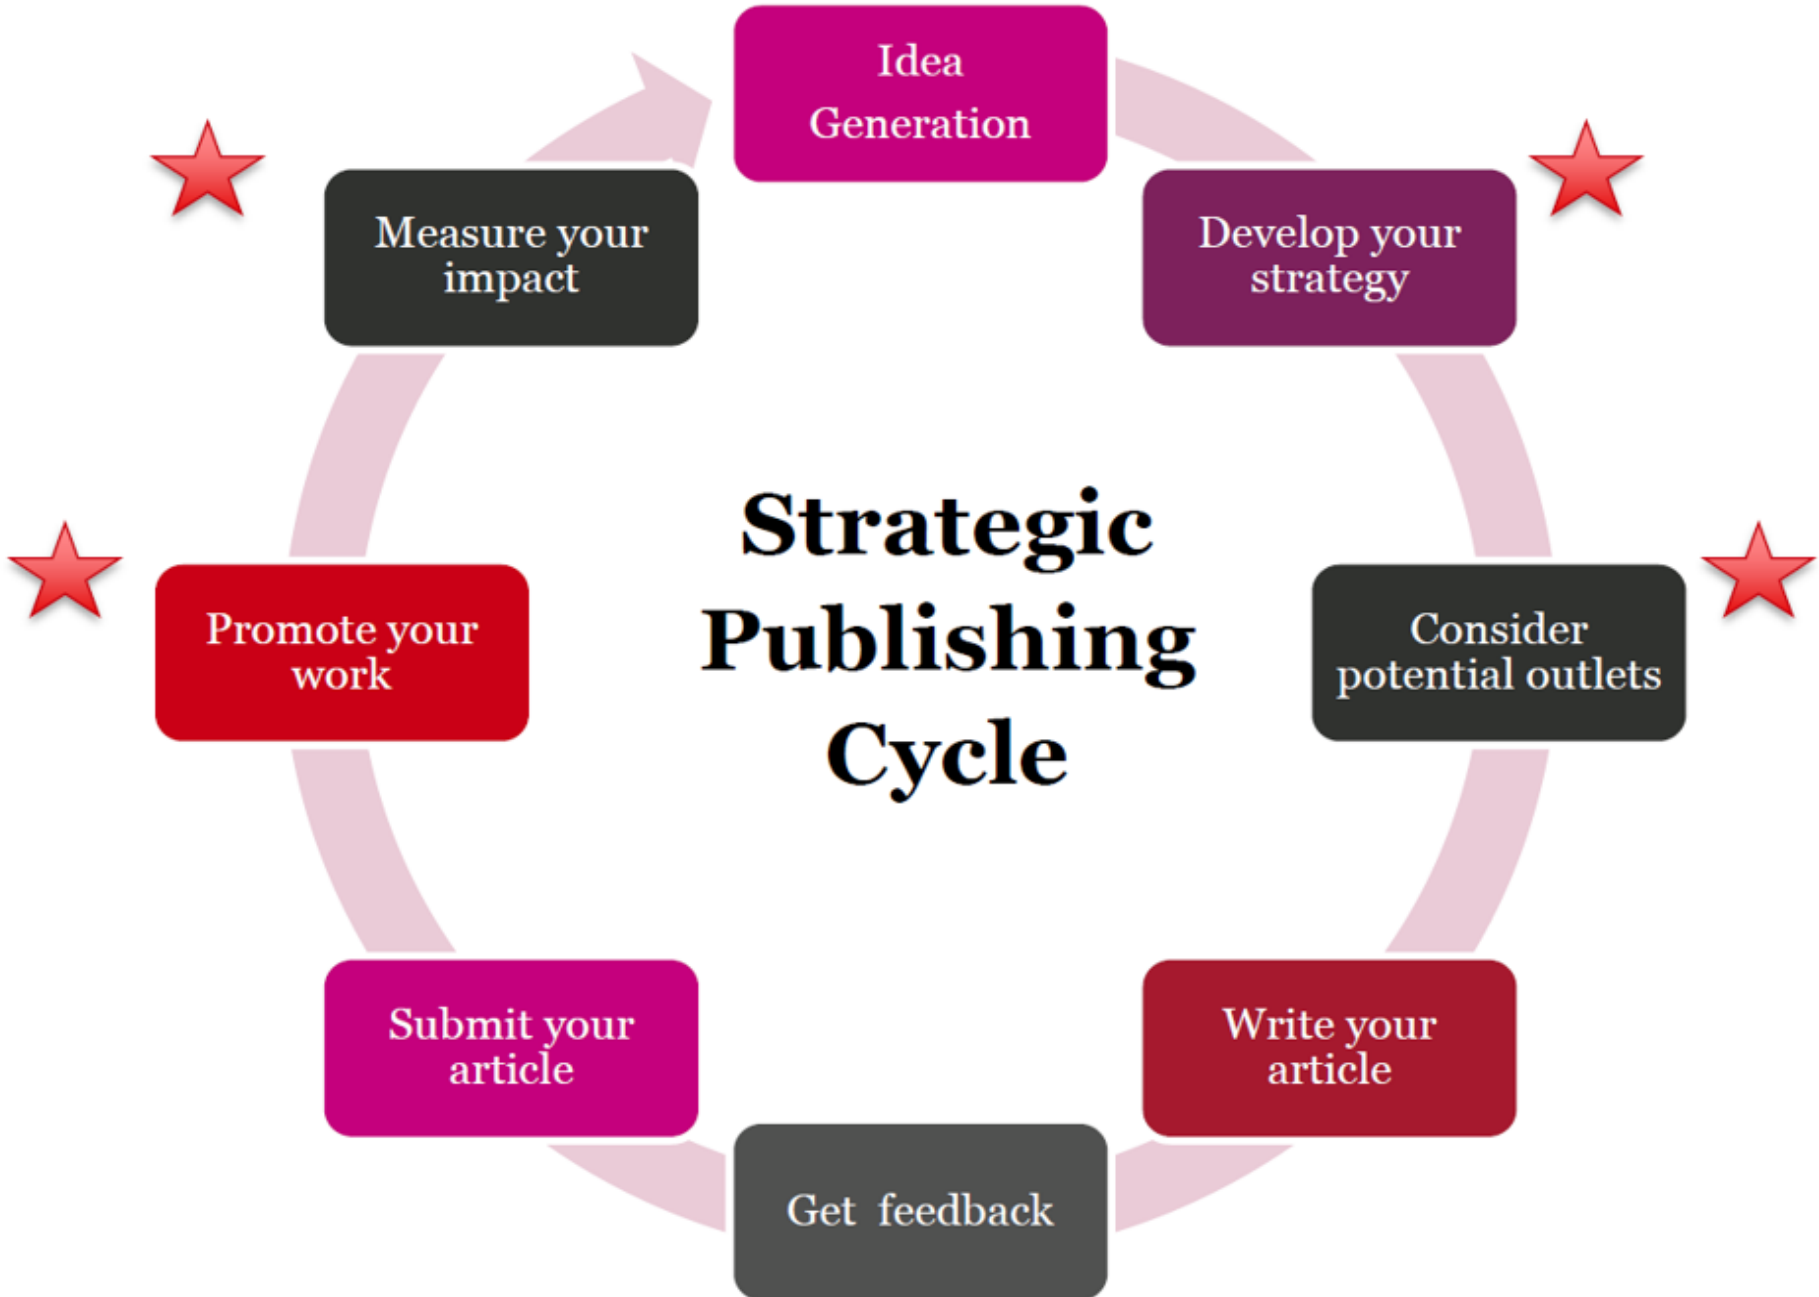 Idea
Generation
Develop your
strategy
Consider
potential outlets
Write your
article
Get  feedback
Submit your
article
Promote your
work
Measure your
impact
Strategic
Publishing
Cycle